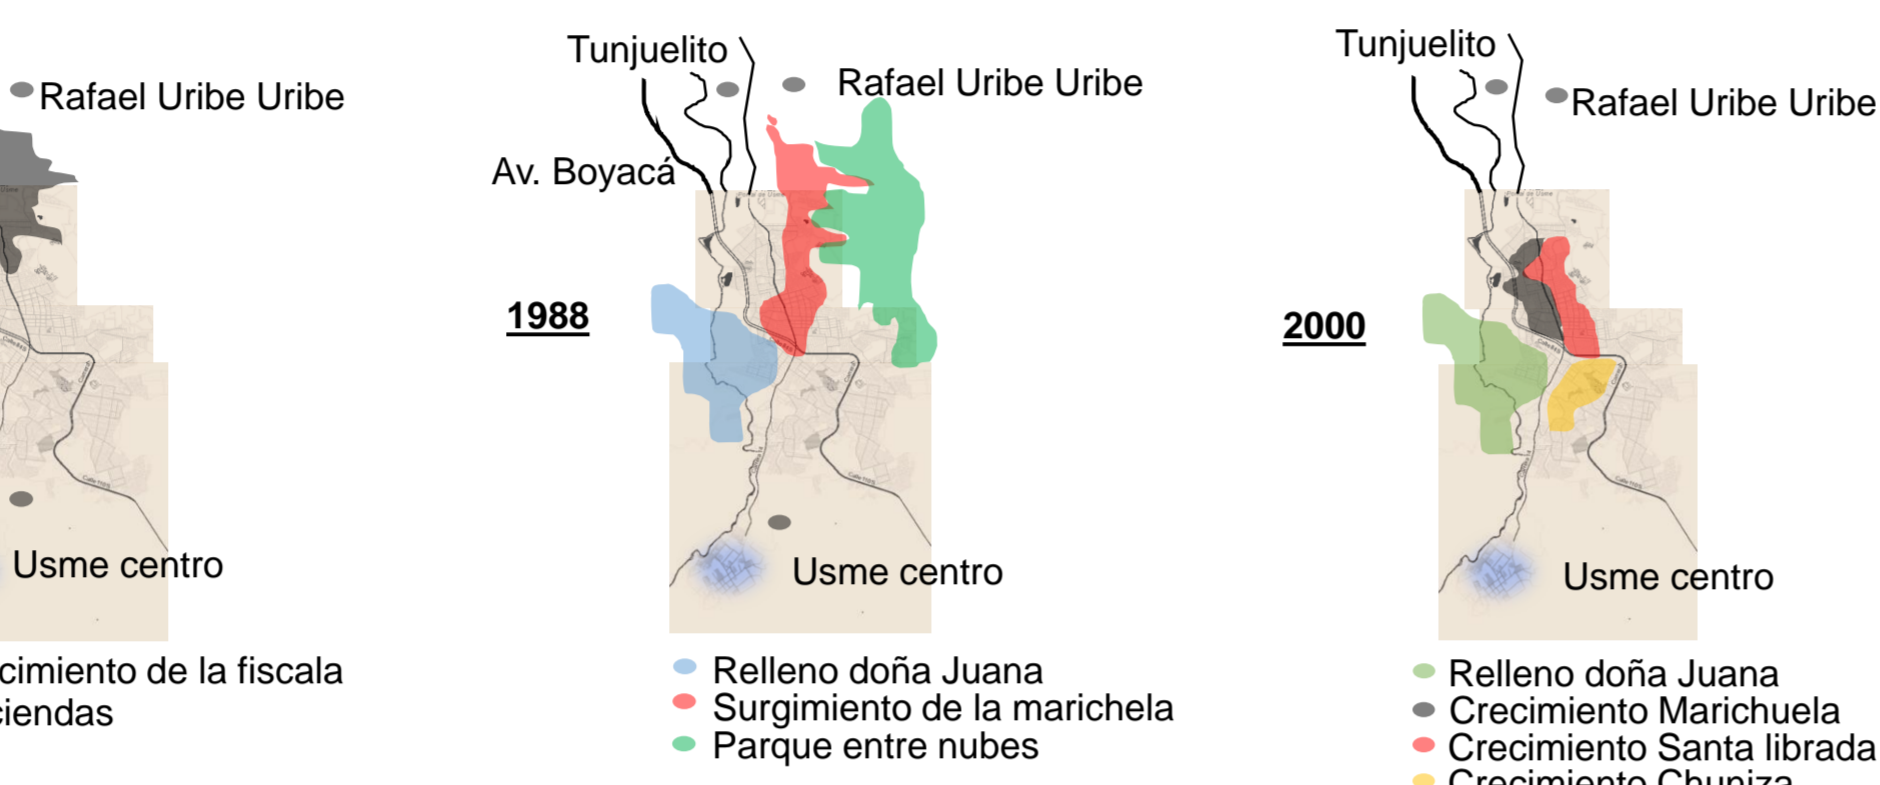 Rafael Uribe Uribe
Usme centro
cimiento de la fiscala
ciendas
Tunjuelito
Rafael Uribe Uribe
Av. Boyacá
1988
Usme centro
Relleno doña Juana
Surgimiento de la marichela
Parque entre nubes
Tunjuelito
Rafael Uribe Uribe
2000
Usme centro
Relleno doña Juana
Crecimiento Marichuela
Crecimiento Santa librada
Crecimiento Chuniza